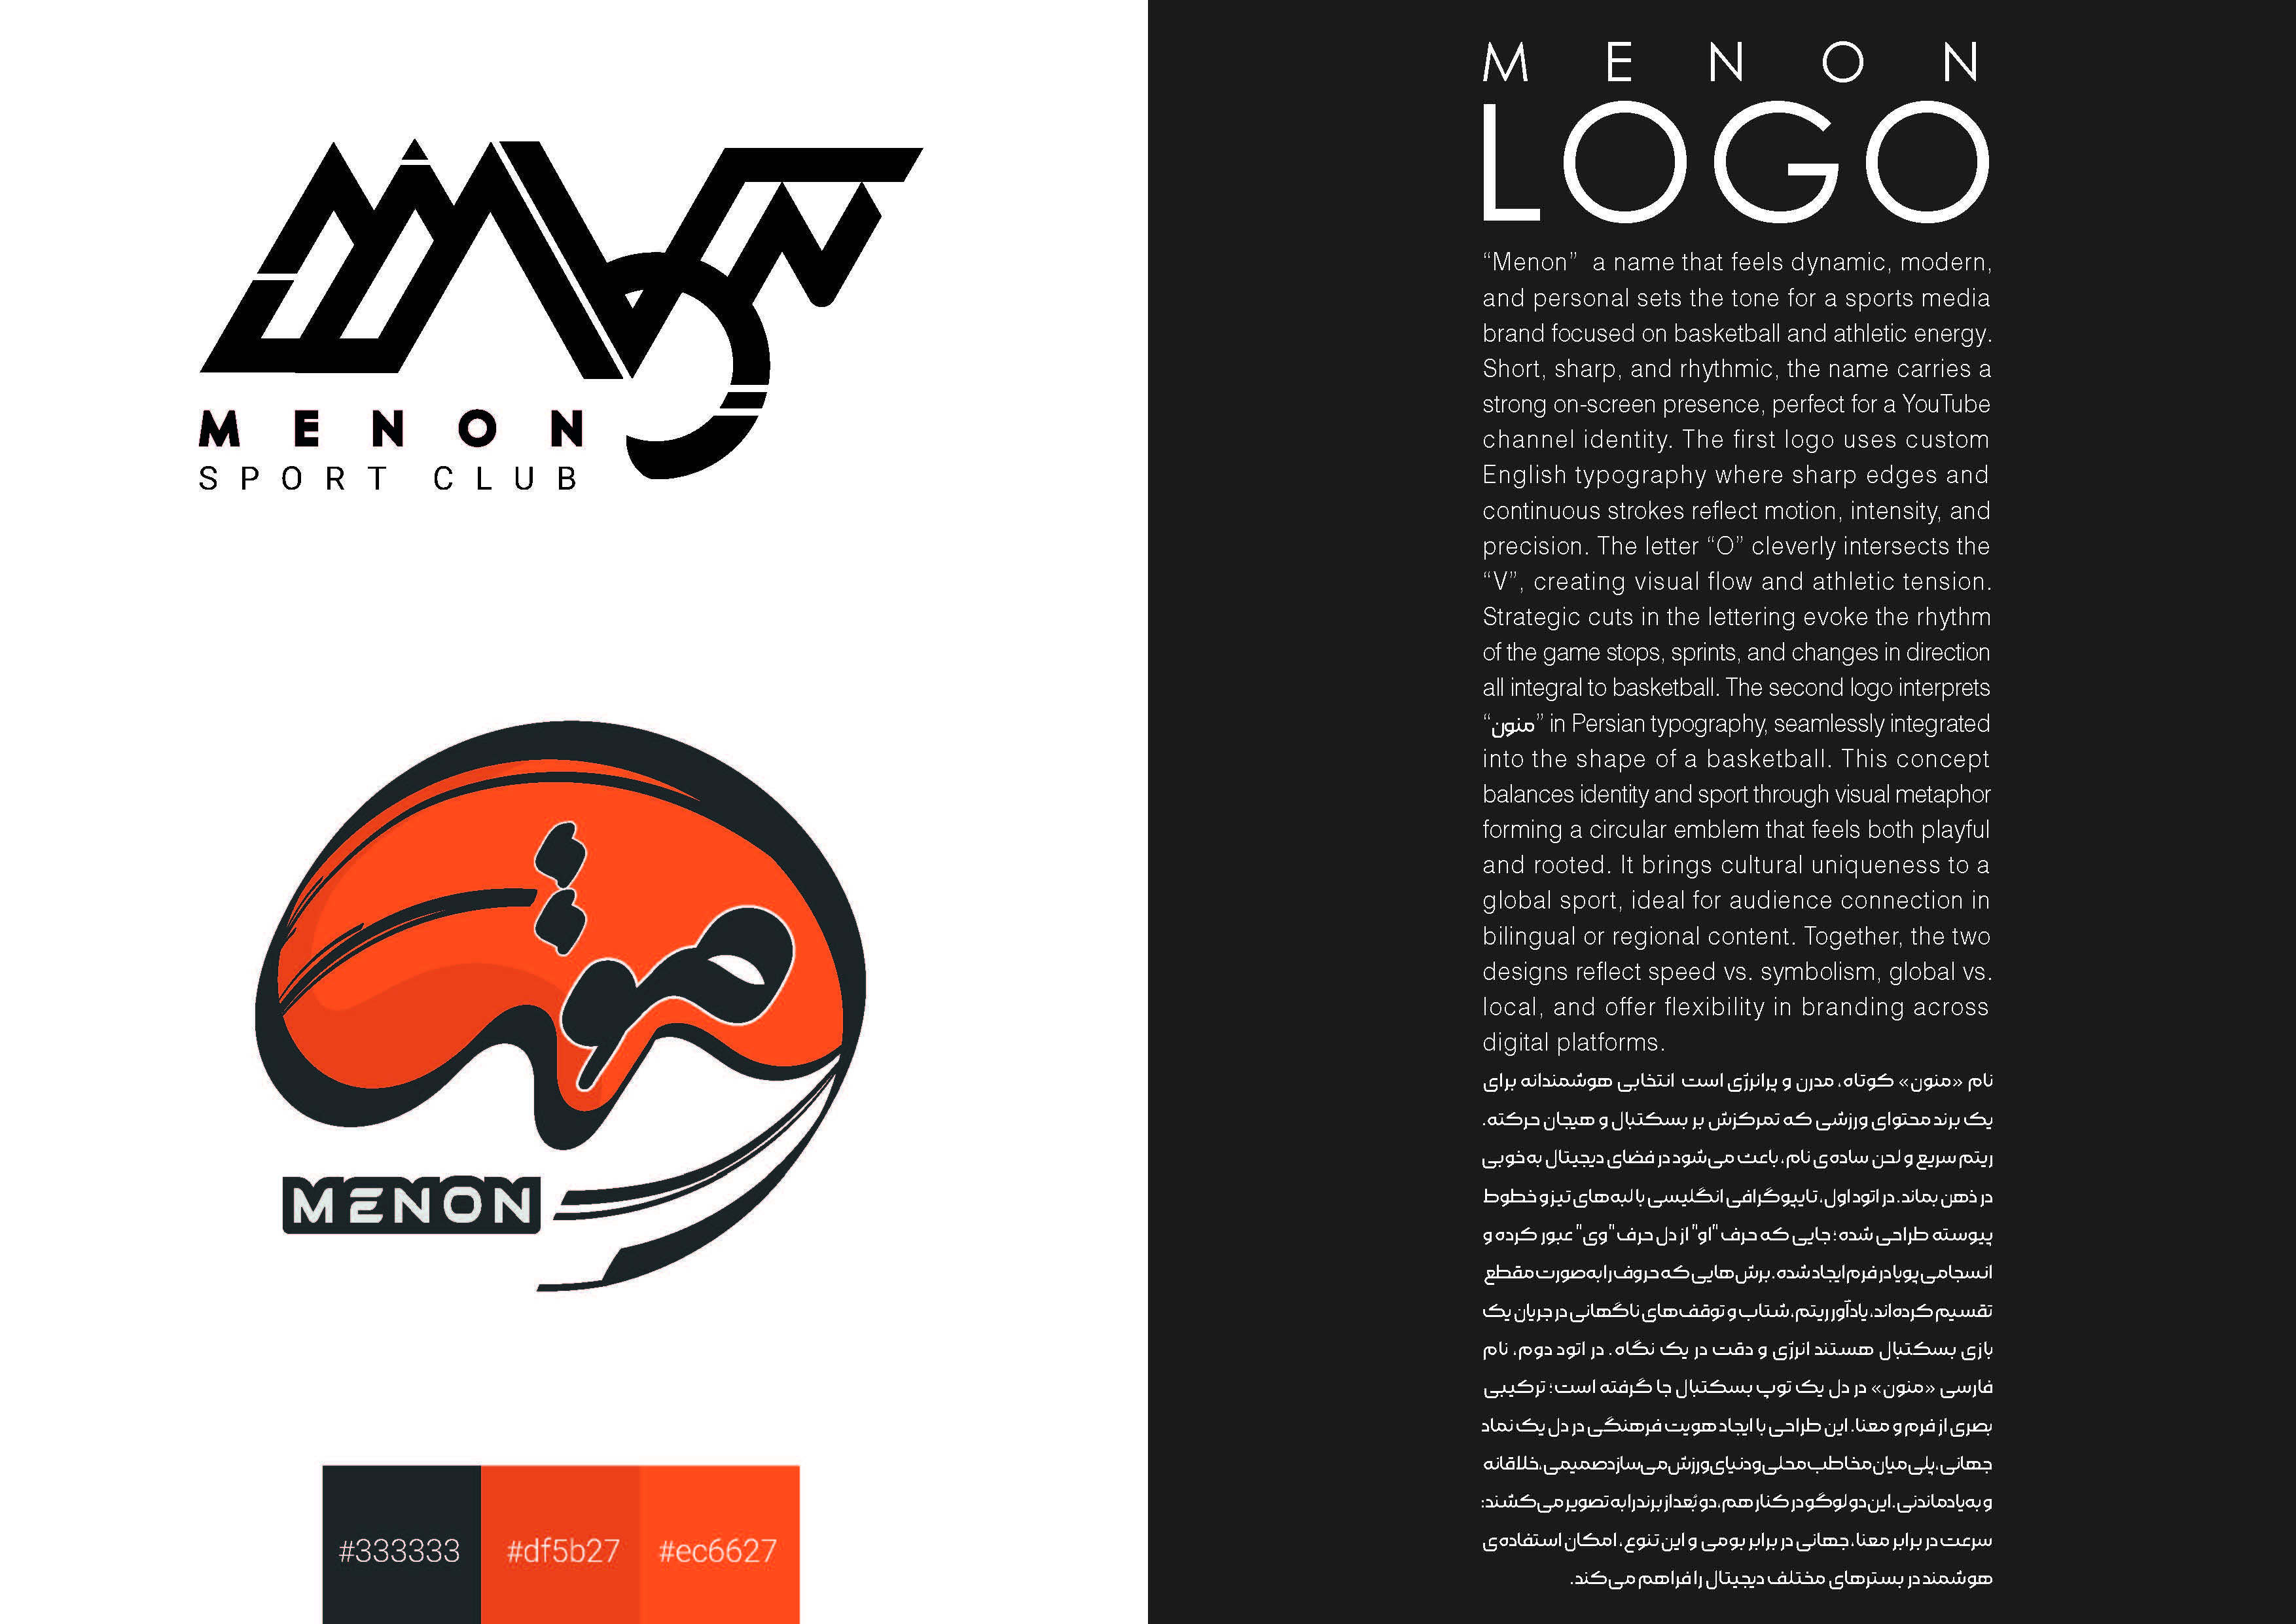 MENON
SPORT CLUB
منون
MENON
#333333 #df5b27 #ec6627
MENON
LOGO
“Menon”  a name that feels dynamic, modern,
and personal sets the tone for a sports media
brand focused on basketball and athletic energy.
Short, sharp, and rhythmic, the name carries a
strong on-screen presence, perfect for a YouTube
channel identity. The first logo uses custom
English typography where sharp edges and
continuous strokes reflect motion, intensity, and
precision. The letter “O” cleverly intersects the
“V”, creating visual flow and athletic tension.
Strategic cuts in the lettering evoke the rhythm
of the game stops, sprints, and changes in direction
all integral to basketball. The second logo interprets
“منون” in Persian typography, seamlessly integrated
into the shape of a basketball. This concept
balances identity and sport through visual metaphor
forming a circular emblem that feels both playful
and rooted. It brings cultural uniqueness to a
global sport, ideal for audience connection in
bilingual or regional content. Together, the two
designs reflect speed vs. symbolism, global vs.
local, and offer flexibility in branding across
digital platforms.
نام «منون» کوتاه، مدرن و پرانرژی است انتخابی هوشمندانه برای
یک برند محتوای ورزشی که تمرکزش بر بسکتبال و هیجان حرکته.
ریتم سریع و لحن ساده‌ی نام، باعث می‌شود در فضای دیجیتال به‌خوبی
در ذهن بماند. در اتود اول، تایپوگرافی انگلیسی با لبه‌های تیز و خطوط
پیوسته طراحی شده؛ جایی که حرف "او" از دل حرف "وی" عبور کرده و
انسجامی پویا در فرم ایجاد شده. برش‌هایی که حروف را به‌صورت مقطع
تقسیم کرده‌اند، یادآور ریتم، شتاب و توقف‌های ناگهانی در جریان یک
بازی بسکتبال هستند انرژی و دقت در یک نگاه. در اتود دوم، نام
فارسی «منون» در دل یک توپ بسکتبال جا گرفته است؛ ترکیبی
بصری از فرم و معنا. این طراحی با ایجاد هویت فرهنگی در دل یک نماد
جهانی، پلی میان مخاطب محلی و دنیای ورزش می‌سازد صمیمی، خلاقانه
و به‌یادماندنی. این دو لوگو در کنار هم، دو بُعد از برند را به تصویر می‌کشند:
سرعت در برابر معنا، جهانی در برابر بومی و این تنوع، امکان استفاده‌ی
هوشمند در بسترهای مختلف دیجیتال را فراهم می‌کند.